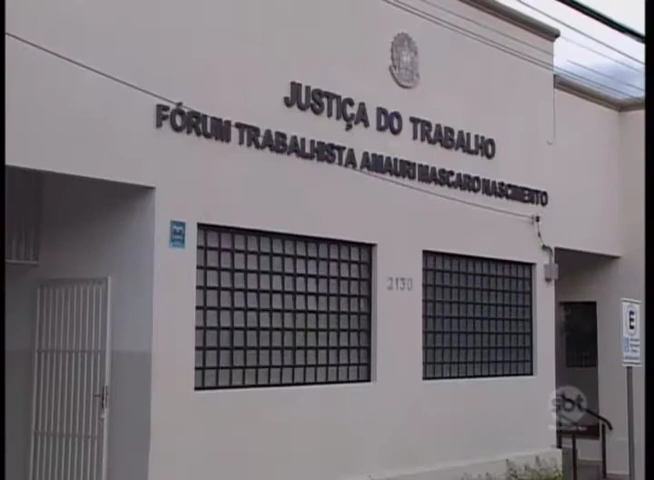 JUSTIÇA DO TRABALHO
FÓRUM TRABALHISTA AMAURI MASCARO NASCIMENTO
2130
E
sbt